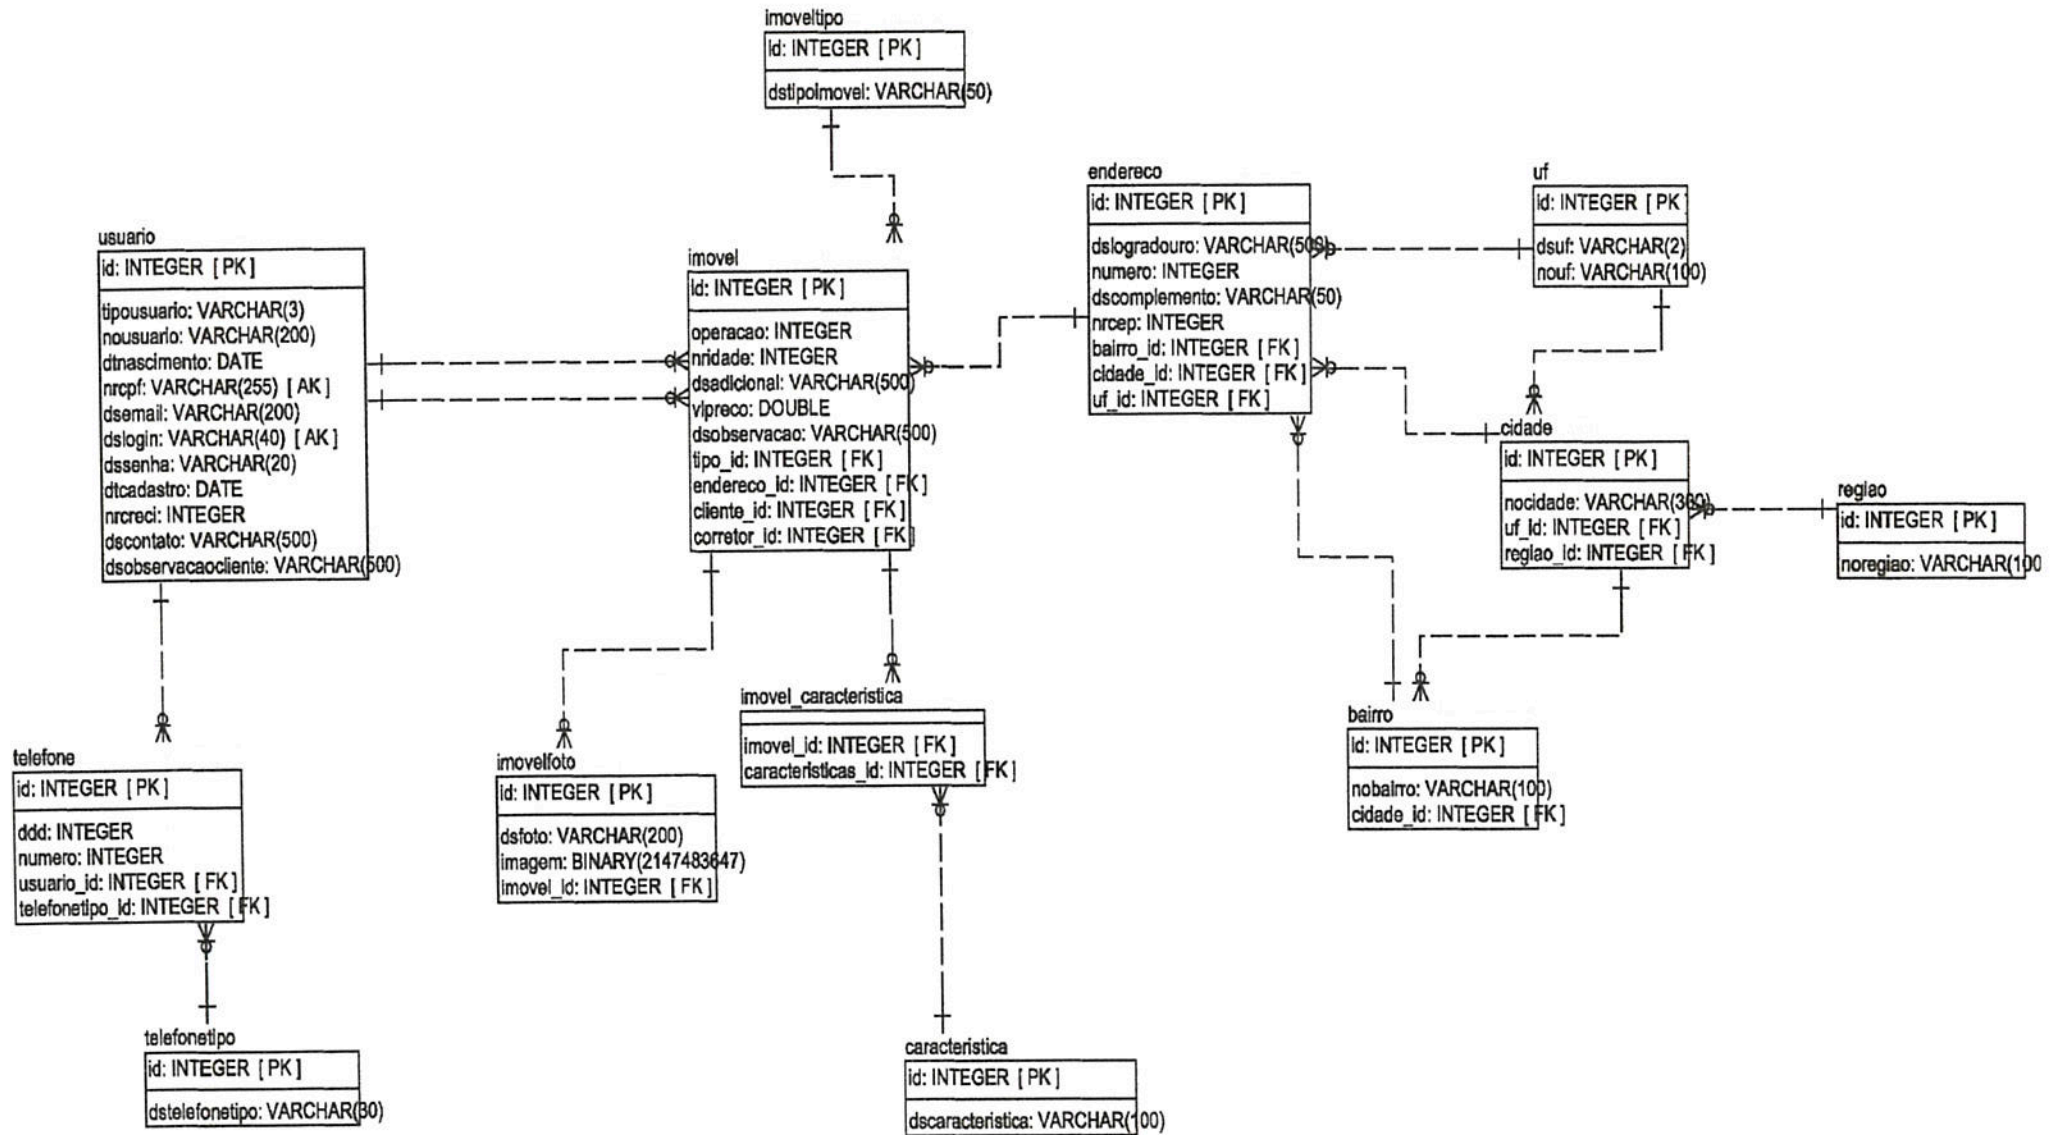 imoveltipo
id: INTEGER [ PK ]
dstipoimovel: VARCHAR(50)
usuario
id: INTEGER [ PK ]
tipousuario: VARCHAR(3)
nousuario: VARCHAR(200)
dtnascimento: DATE
nrcpf: VARCHAR(255) [ AK ]
dsemail: VARCHAR(200)
dslogin: VARCHAR(40) [ AK ]
dssenha: VARCHAR(20)
dtcadastro: DATE
nrcreci: INTEGER
dscontato: VARCHAR(500)
dsobservacaocliente: VARCHAR(500)
imovel
id: INTEGER [ PK ]
operacao: INTEGER
nridade: INTEGER
dsadicional: VARCHAR(500)
vlpreco: DOUBLE
dsobservacao: VARCHAR(500)
tipo_id: INTEGER [ FK ]
endereco_id: INTEGER [ FK ]
cliente_id: INTEGER [ FK ]
corretor_id: INTEGER [ FK ]
endereco
id: INTEGER [ PK ]
dslogradouro: VARCHAR(500)
numero: INTEGER
dscomplemento: VARCHAR(50)
nrcep: INTEGER
bairro_id: INTEGER [ FK ]
cidade_id: INTEGER [ FK ]
uf_id: INTEGER [ FK ]
uf
id: INTEGER [ PK
dsuf: VARCHAR(2)
nouf: VARCHAR(100)
cidade
id: INTEGER [ PK ]
nocidade: VARCHAR(300)
uf_id: INTEGER [ FK ]
regiao_id: INTEGER [ FK ]
regiao
id: INTEGER [ PK ]
noregiao: VARCHAR(100
telefone
id: INTEGER [ PK ]
ddd: INTEGER
numero: INTEGER
usuario_id: INTEGER [ FK ]
telefonetipo_id: INTEGER [ FK ]
imovelfoto
id: INTEGER [ PK ]
dsfoto: VARCHAR(200)
imagem: BINARY(2147483647)
imovel_id: INTEGER [ FK ]
imovel_caracteristica
imovel_id: INTEGER [ FK ]
caracteristicas_id: INTEGER [ FK ]
bairro
id: INTEGER [ PK ]
nobairro: VARCHAR(100)
cidade_id: INTEGER [ FK ]
telefonetipo
id: INTEGER [ PK ]
dstelefonetipo: VARCHAR(30)
caracteristica
id: INTEGER [ PK ]
dscaracteristica: VARCHAR(100)